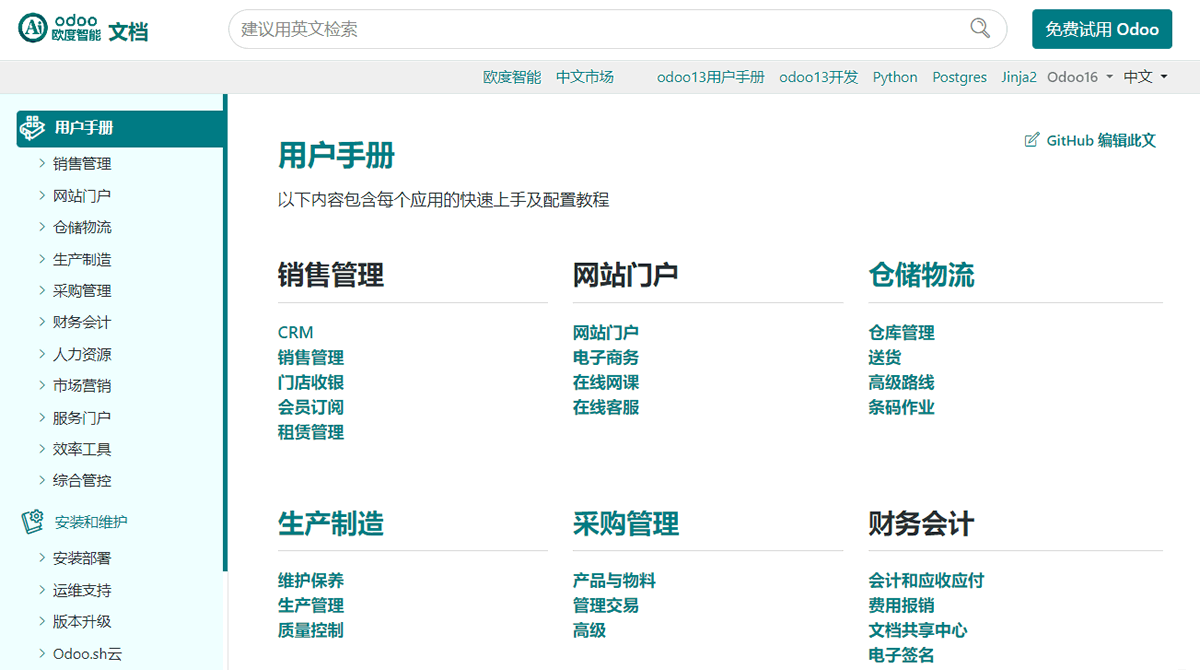 odoo
欧度智能 文档
建议用英文检索
免费试用 Odoo
欧度智能 中文市场 odoo13用户手册 odoo13开发 Python Postgres Jinja2 Odoo16 中文
用户手册
销售管理
网站门户
仓储物流
生产制造
采购管理
财务会计
人力资源
市场营销
服务门户
效率工具
综合管控
安装和维护
安装部署
运维支持
版本升级
Odoo.sh云
GitHub 编辑此文
用户手册
以下内容包含每个应用的快速上手及配置教程
销售管理
CRM
销售管理
门店收银
会员订阅
租赁管理
网站门户
网站门户
电子商务
在线网课
在线客服
仓储物流
仓库管理
送货
高级路线
条码作业
生产制造
维护保养
生产管理
质量控制
采购管理
产品与物料
管理交易
高级
财务会计
会计和应收应付
费用报销
文档共享中心
电子签名